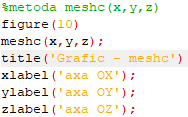 %metoda meshc(x,y,z)
figure(10)
meshc(x,y,z);
title('Grafic - meshc')
xlabel('axa OX');
ylabel('axa OY');
zlabel('axa OZ');